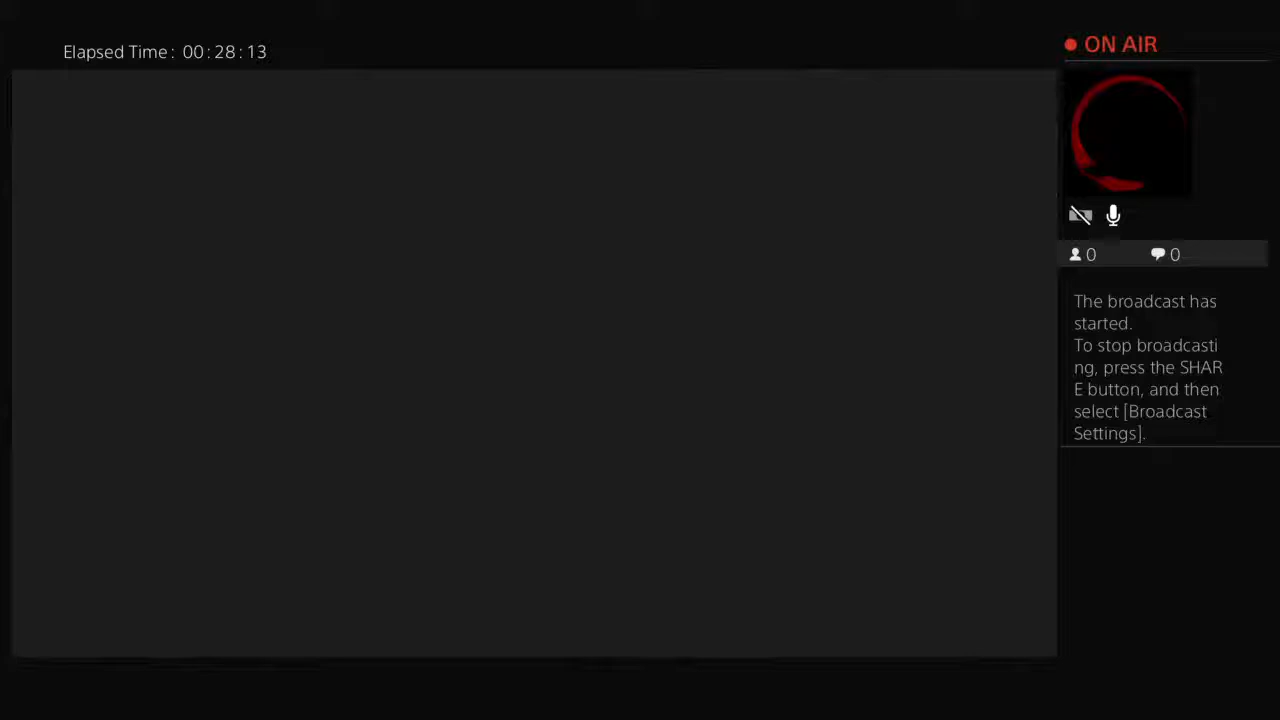 Elapsed Time: 00:28:13
ON AIR
0 0
The broadcast has
started.
To stop broadcasti
ng, press the SHAR
E button, and then
select [Broadcast
Settings].